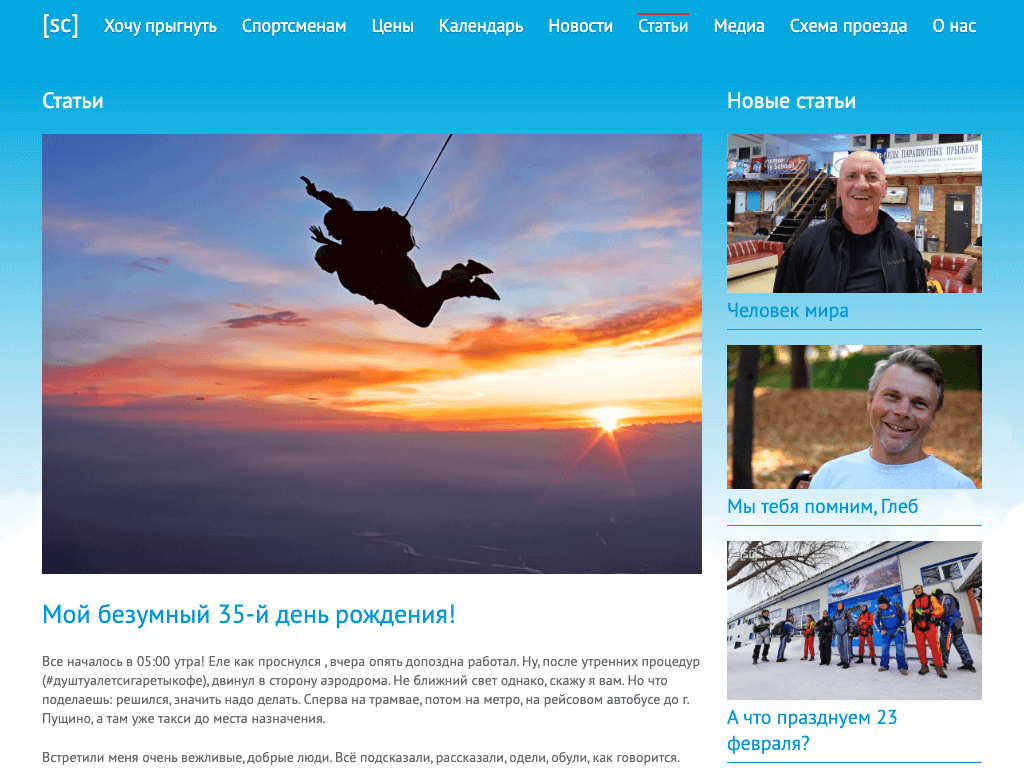 [sc] Хочу прыгнуть Спортсменам Цены Календарь Новости Статьи Медиа Схема проезда О нас
Статьи
Мой безумный 35-й день рождения!
Все началось в 05:00 утра! Еле как проснулся , вчера опять допоздна работал. Ну, после утренних процедур
(#душтуалетсигаретыкофе), двинул в сторону аэродрома. Не ближний свет однако, скажу я вам. Но что
поделаешь: решился, значить надо делать. Сперва на трамвае, потом на метро, на рейсовом автобусе до г.
Пущино, а там уже такси до места назначения.
Встретили меня очень вежливые, добрые люди. Всё подсказали, рассказали, одели, обули, как говорится.
Новые статьи
School
ПАРАШЮТНЫХ ПРЫЖКОВ
Человек мира
Мы тебя помним, Глеб
А что празднуем 23
февраля?